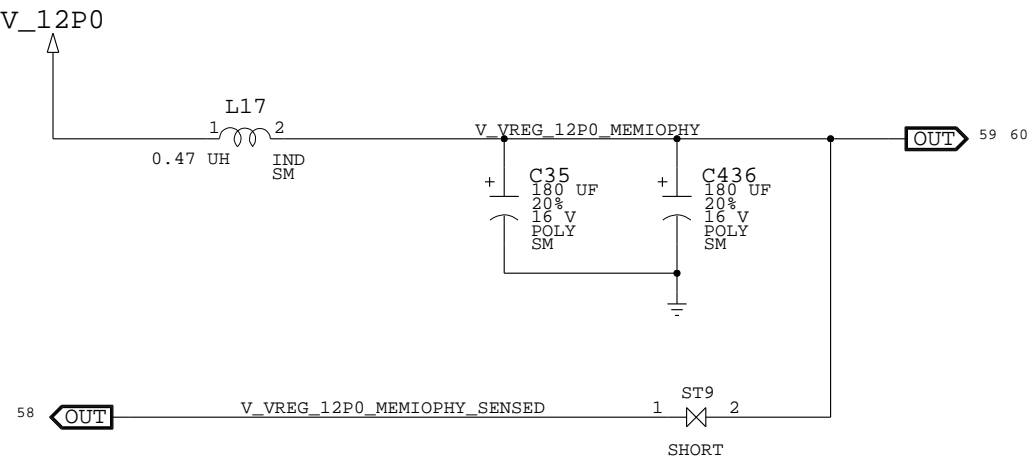 V_12P0
L17
1 2
0.47 UH
IND
SM
V_VREG_12P0_MEMIOPHY
OUT
59 60
+
C35
180 UF
20%
16 V
POLY
SM
+
C436
180 UF
20%
16 V
POLY
SM
58
OUT
V_VREG_12P0_MEMIOPHY_SENSED
ST9
1 2
SHORT